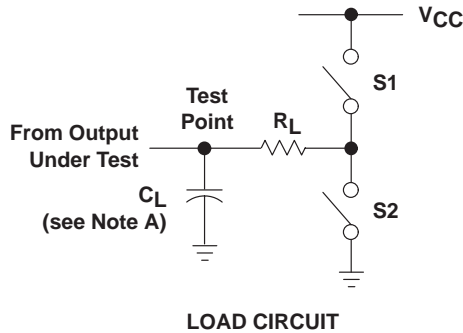 VCC
S1
Test
Point
RL
From Output
Under Test
CL
(see Note A)
S2
LOAD CIRCUIT